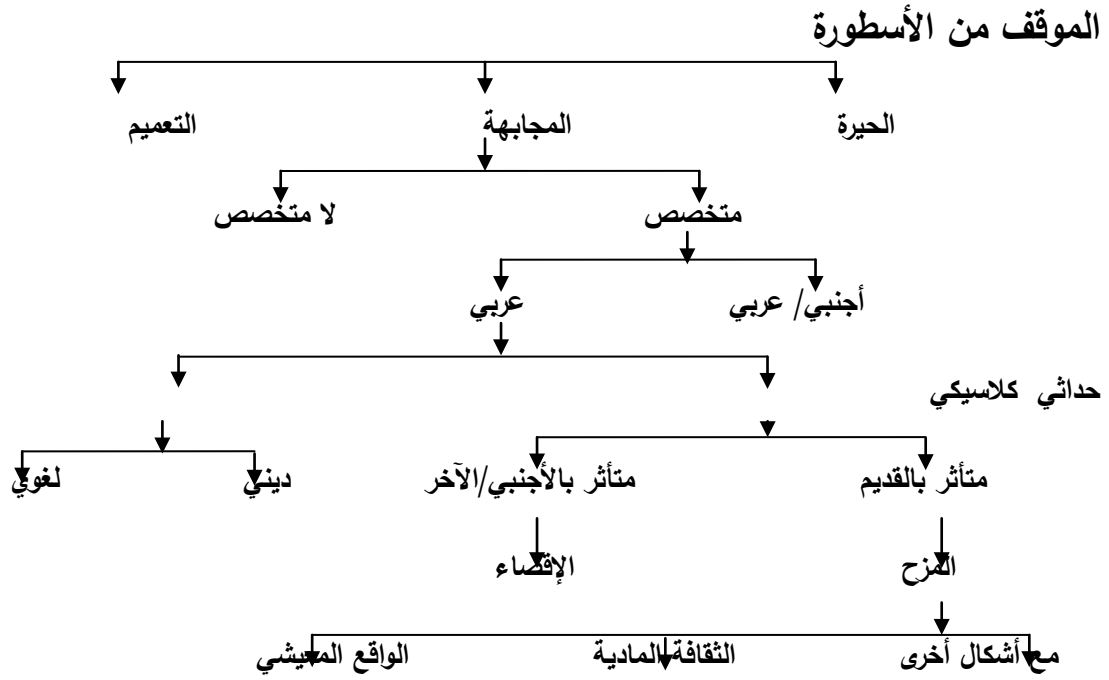 الموقف من الأسطورة
الحيرة المجابهة التعميم
متخصص لا متخصص
أجنبي/ عربي عربي
حداثي كلاسيكي
متأثر بالقديم متأثر بالأجنبي/الآخر ديني لغوي
المزح الإقصاء
مع أشكال أخرى الثقافة المادية الواقع المعيشي